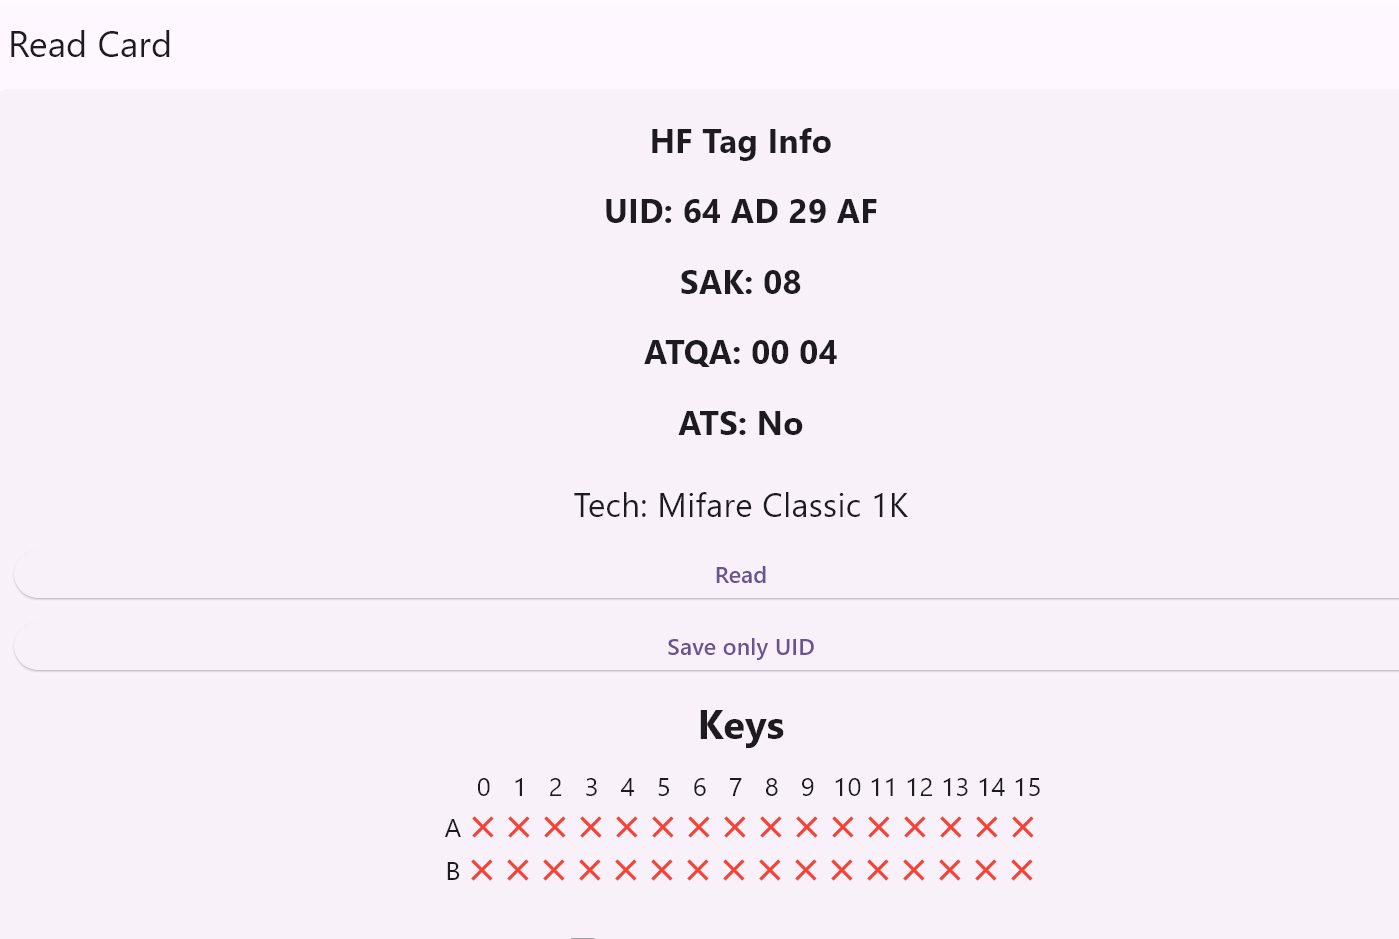 Read Card
HF Tag Info
UID: 64 AD 29 AF
SAK: 08
ATQA: 00 04
ATS: No
Tech: Mifare Classic 1K
Read
Save only UID
Keys
0 1 2 3 4 5 6 7 8 9 10 11 12 13 14 15
A
B